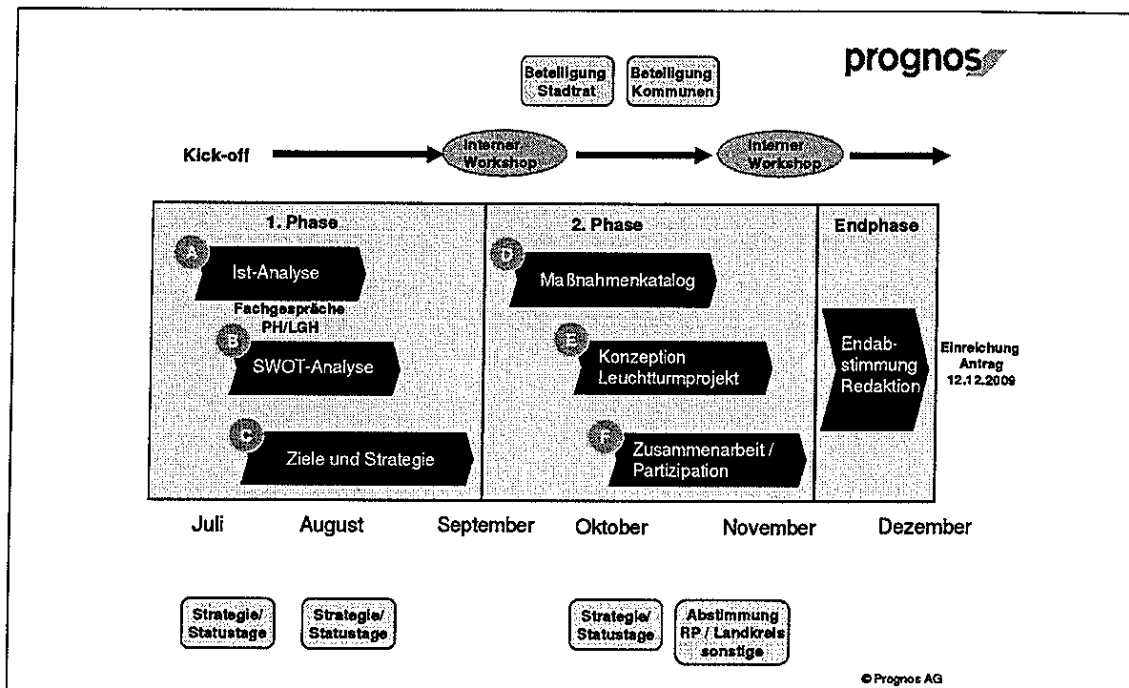 prognos
Beteiligung
Stadtrat
Beteiligung
Kommunen
Kick-off
Interner
Workshop
Interner
Workshop
1. Phase
2. Phase
Endphase
A
Ist-Analyse
Fachgespräche
PH/LGH
B
SWOT-Analyse
C
Ziele und Strategie
D
Maßnahmenkatalog
E
Konzeption
Leuchtturmprojekt
F
Zusammenarbeit /
Partizipation
Endab-
stimmung
Redaktion
Einreichung
Antrag
12.12.2009
Juli
August
September
Oktober
November
Dezember
Strategie/
Statustage
Strategie/
Statustage
Strategie/
Statustage
Abstimmung
RP / Landkreis
sonstige
© Prognos AG